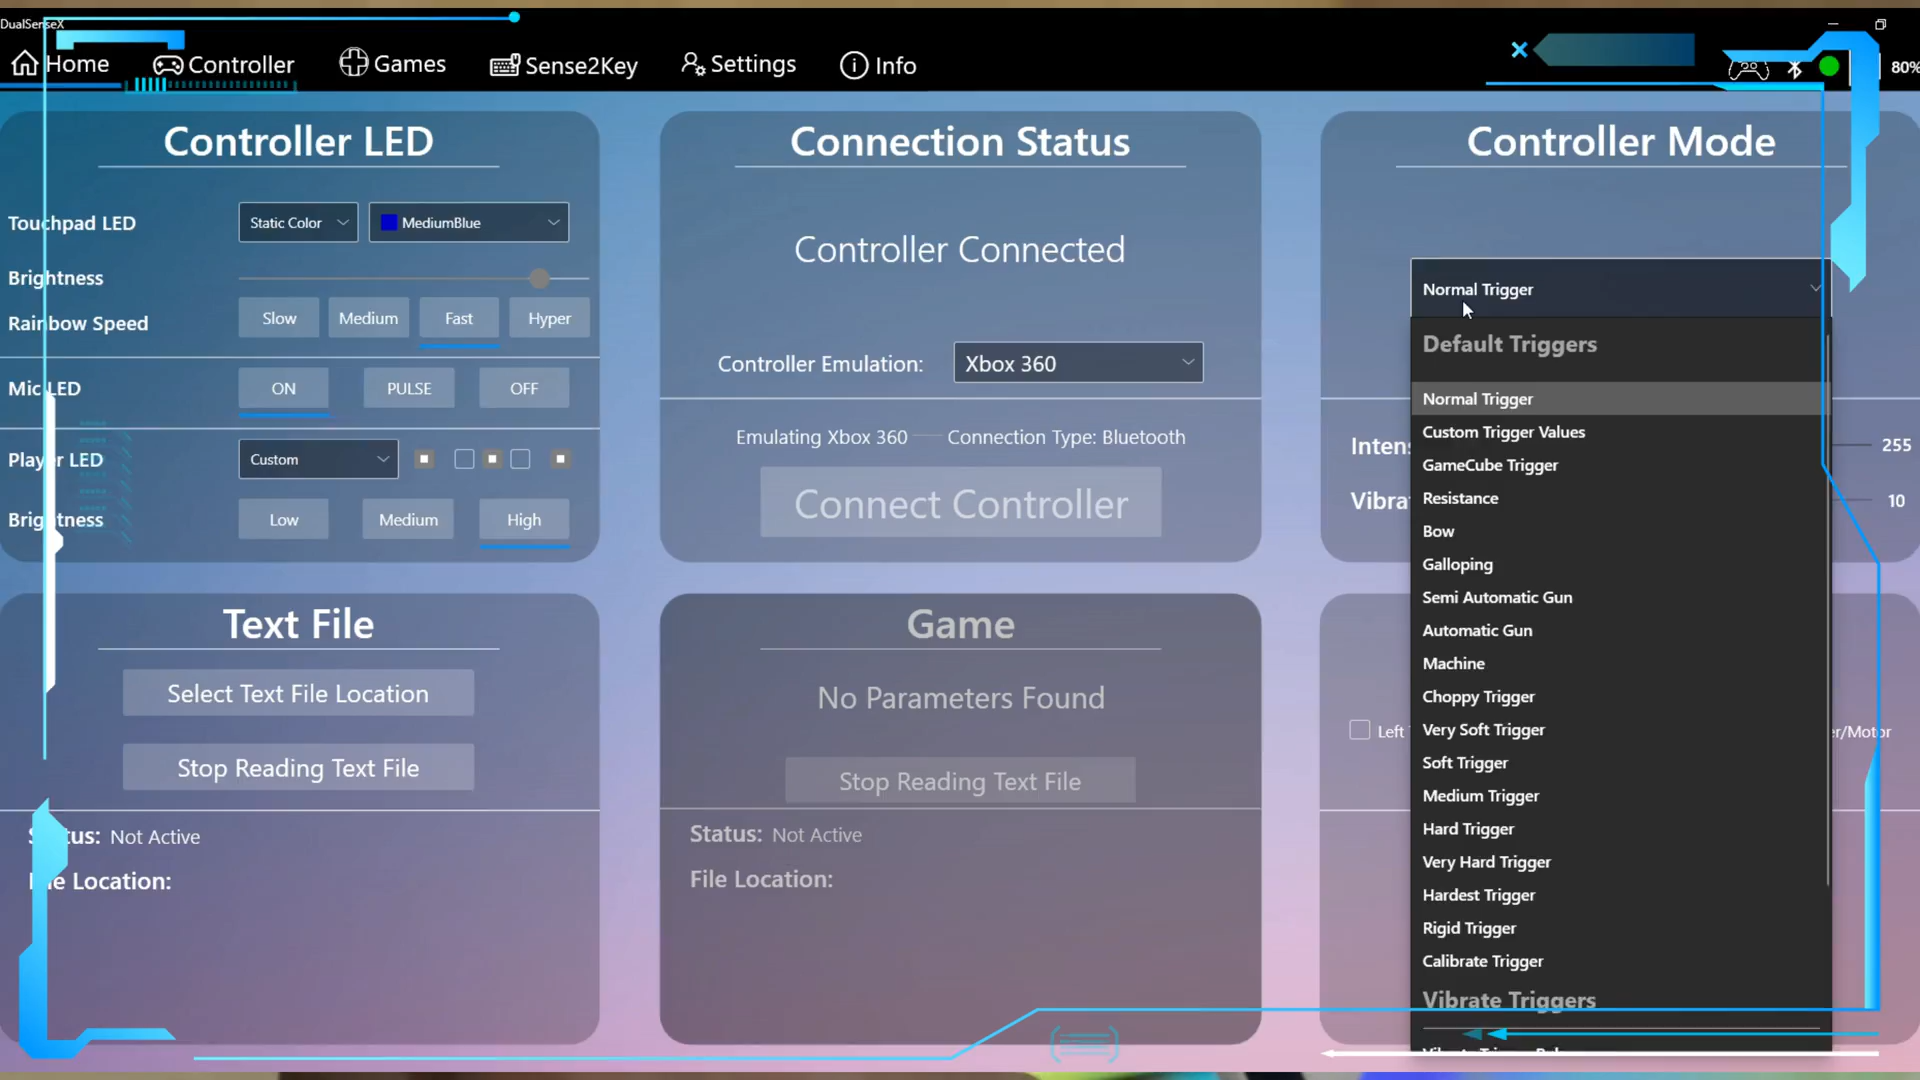 DualSenseX
Home
Controller
Games
Sense2Key
Settings
Info
80%
Controller LED
Touchpad LED
Static Color
MediumBlue
Brightness
Rainbow Speed
Slow
Medium
Fast
Hyper
Mic LED
ON
PULSE
OFF
Player LED
Custom
Brightness
Low
Medium
High
Connection Status
Controller Connected
Controller Emulation:
Xbox 360
Emulating Xbox 360
Connection Type: Bluetooth
Connect Controller
Controller Mode
Normal Trigger
Default Triggers
Normal Trigger
Custom Trigger Values
GameCube Trigger
Resistance
Bow
Galloping
Semi Automatic Gun
Automatic Gun
Machine
Choppy Trigger
Very Soft Trigger
Soft Trigger
Medium Trigger
Hard Trigger
Very Hard Trigger
Hardest Trigger
Rigid Trigger
Calibrate Trigger
Vibrate Triggers
255
10
Left
Text File
Select Text File Location
Stop Reading Text File
Status: Not Active
File Location:
Game
No Parameters Found
Stop Reading Text File
Status: Not Active
File Location: